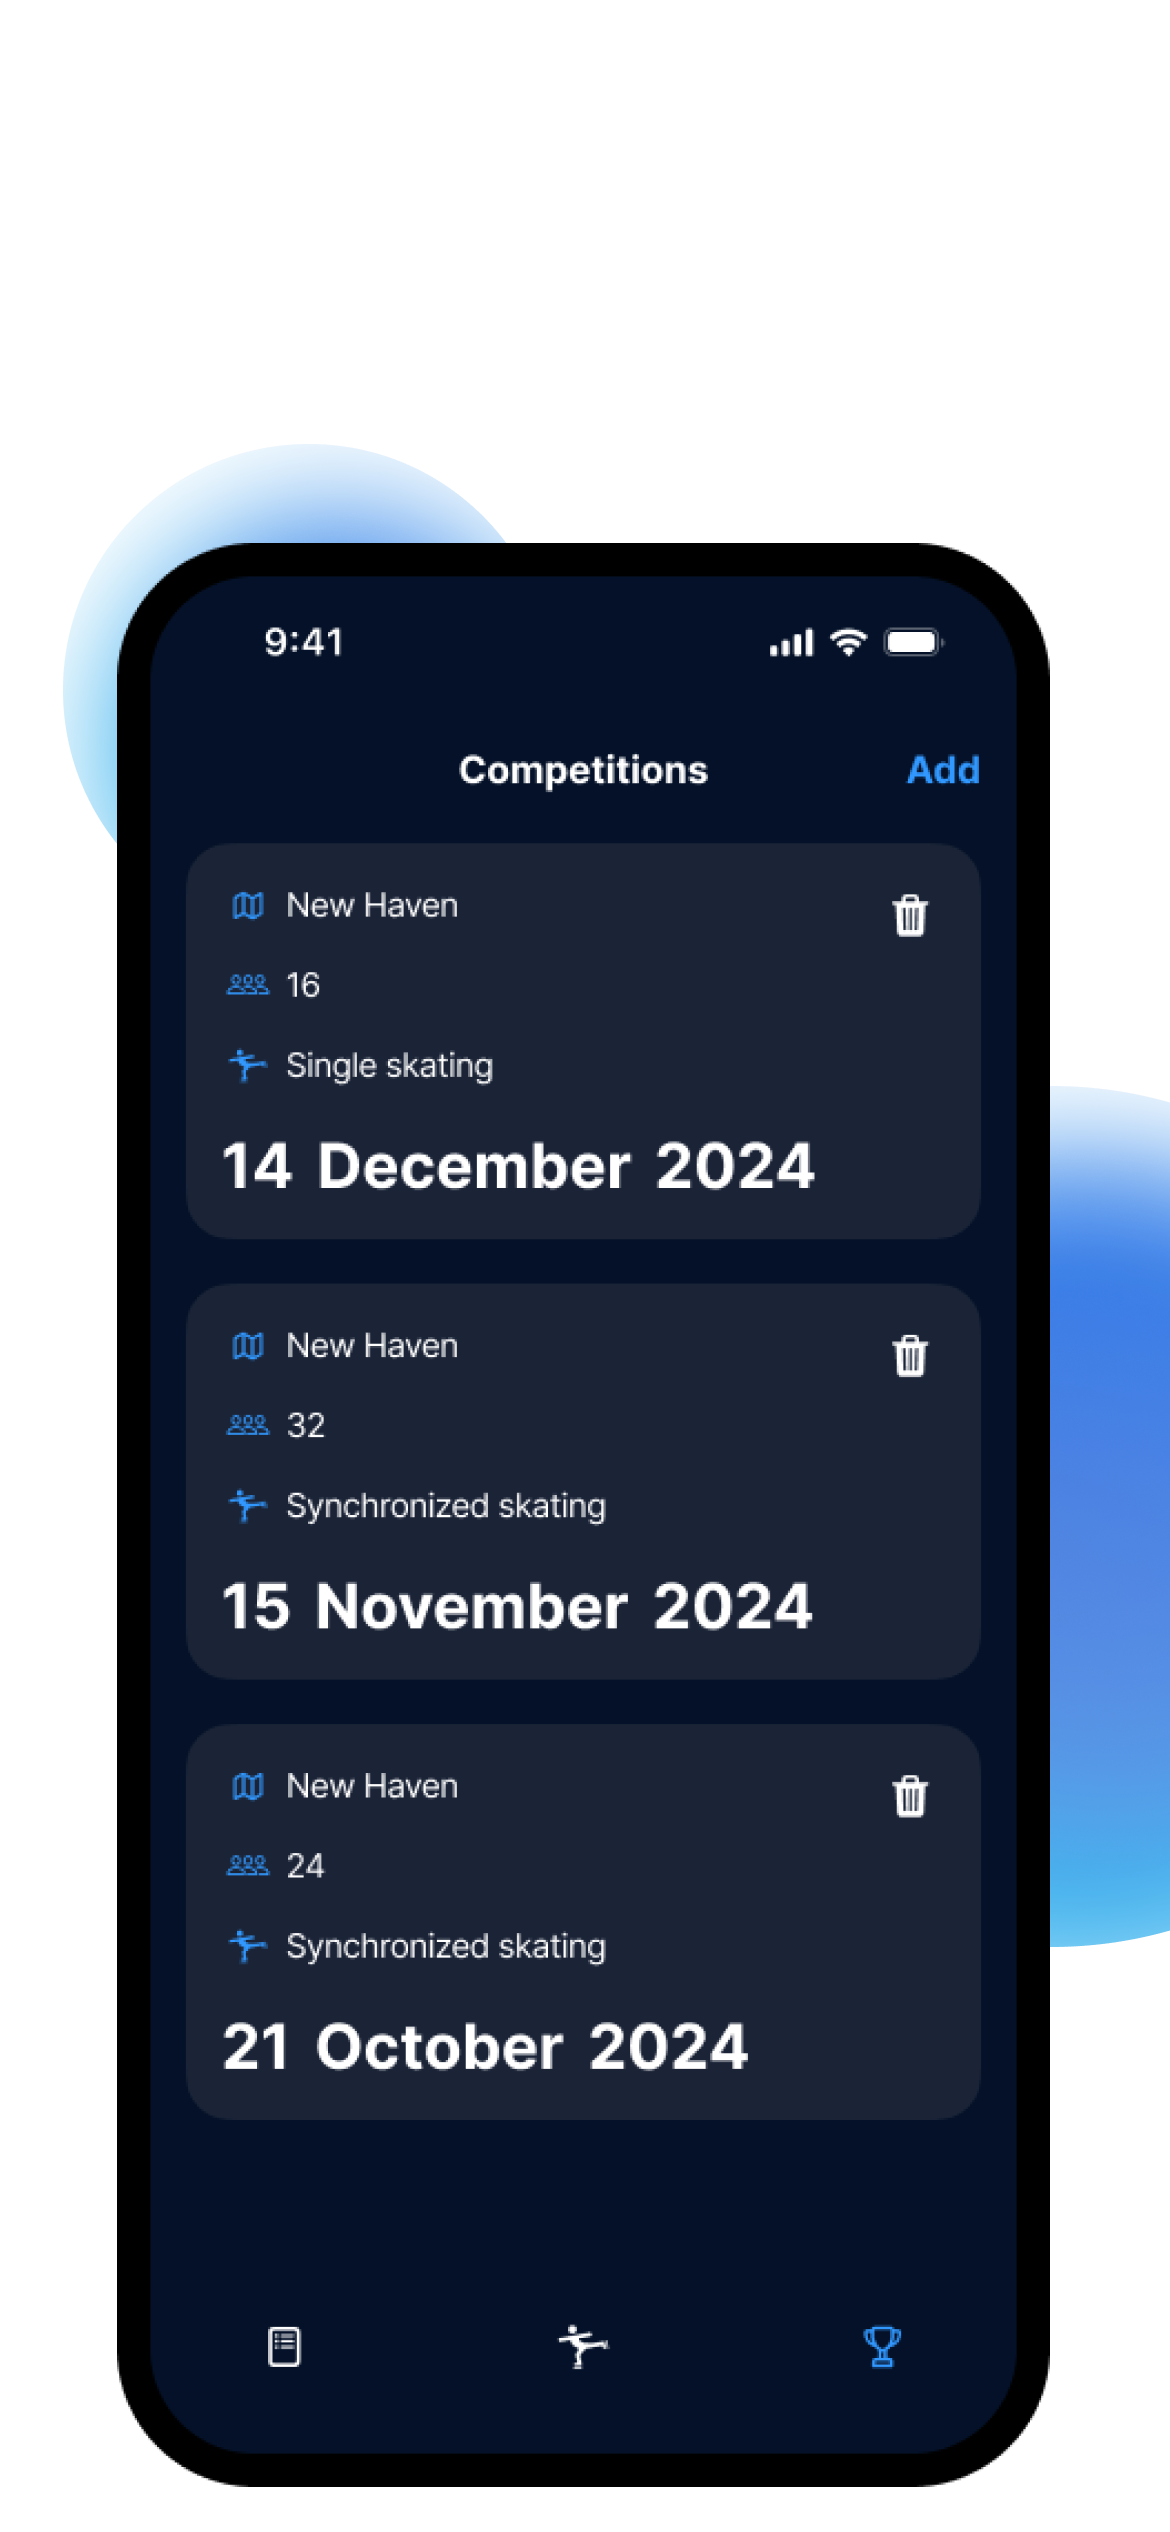 9:41
Competitions
Add
New Haven
16
Single skating
14 December 2024
New Haven
32
Synchronized skating
15 November 2024
New Haven
24
Synchronized skating
21 October 2024